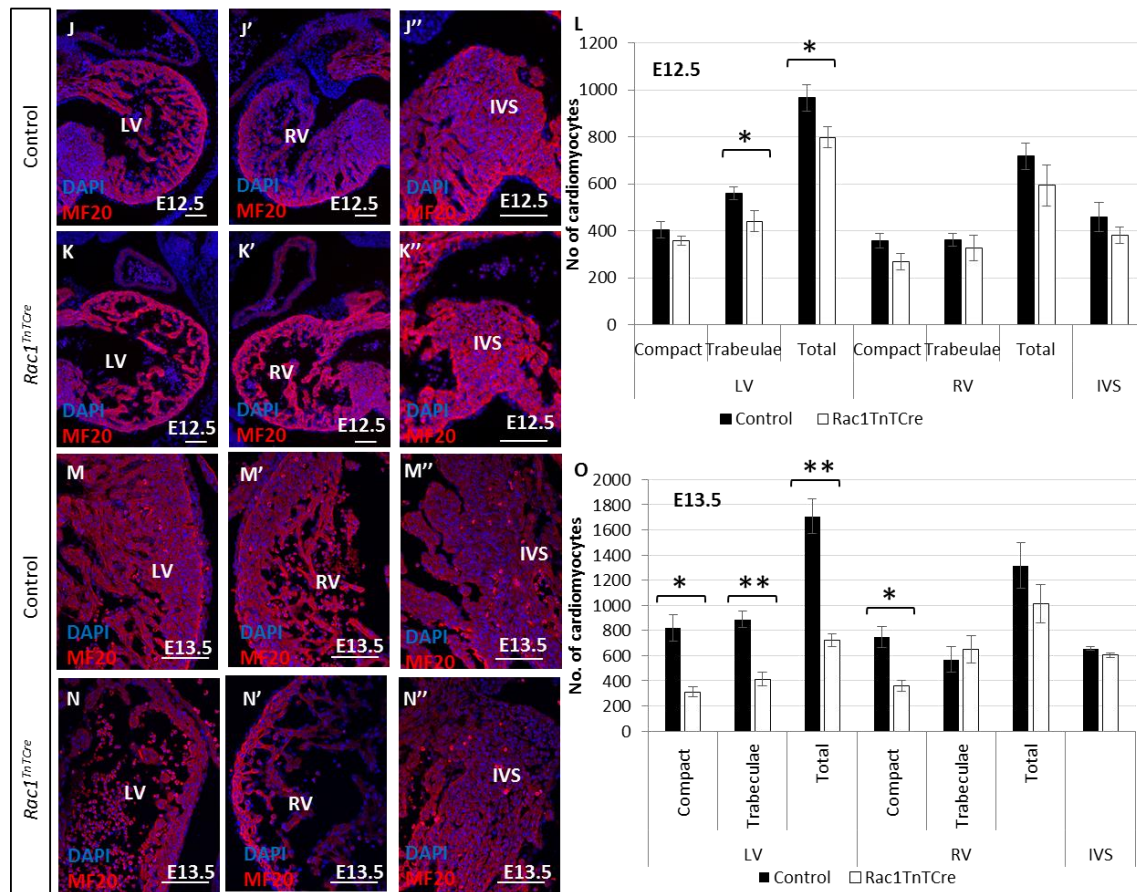 Control
J
LV
DAPI
MF20
E12.5
J'
RV
DAPI
MF20
E12.5
J''
IVS
DAPI
MF20
E12.5
Rac1TnTCre
K
LV
DAPI
MF20
E12.5
K'
RV
DAPI
MF20
E12.5
K''
IVS
DAPI
MF20
E12.5
L
E12.5
No of cardiomyocytes
1200
1000
800
600
400
200
0
*
*
Compact Trabeulae Total Compact Trabeulae Total
LV RV IVS
Control Rac1TnTCre
Control
M
LV
DAPI
MF20
E13.5
M'
RV
DAPI
MF20
E13.5
M''
IVS
DAPI
MF20
E13.5
Rac1TnTCre
N
LV
DAPI
MF20
E13.5
N'
RV
DAPI
MF20
E13.5
N''
IVS
DAPI
MF20
E13.5
O
E13.5
No. of cardiomyocytes
2000
1800
1600
1400
1200
1000
800
600
400
200
0
*
**
**
*
Compact Trabeculae Total Compact Trabeculae Total
LV RV IVS
Control Rac1TnTCre